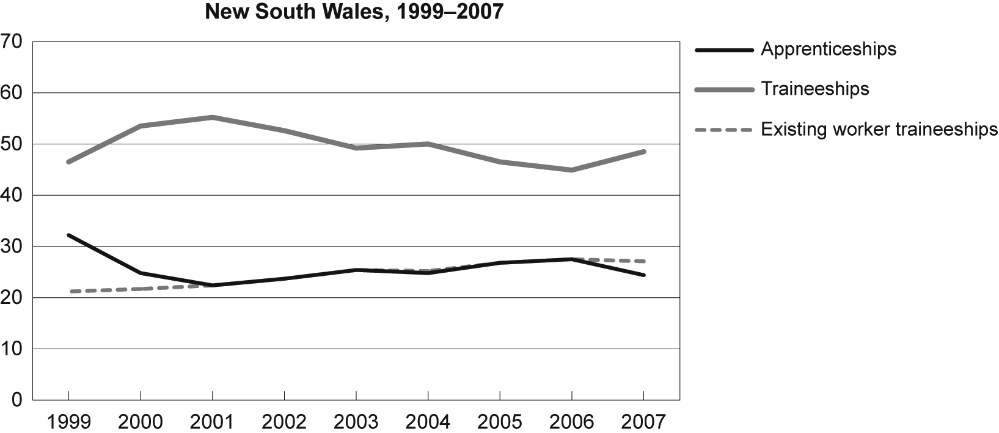 New South Wales, 1999–2007
70
60
50
40
30
20
10
0
1999 2000 2001 2002 2003 2004 2005 2006 2007
Apprenticeships
Traineeships
Existing worker traineeships